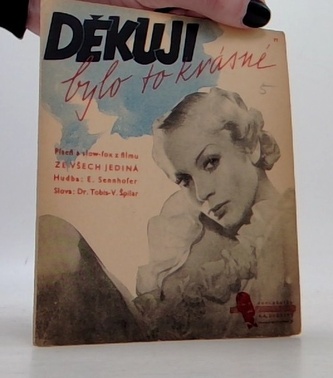 DĚKUJI
bylo to krásné
5
Píseň a slow-fox z filmu
ZE VŠECH JEDINÁ
Hudba: E. Sennhofer
Slova: Dr. Tobis-V. Špilar